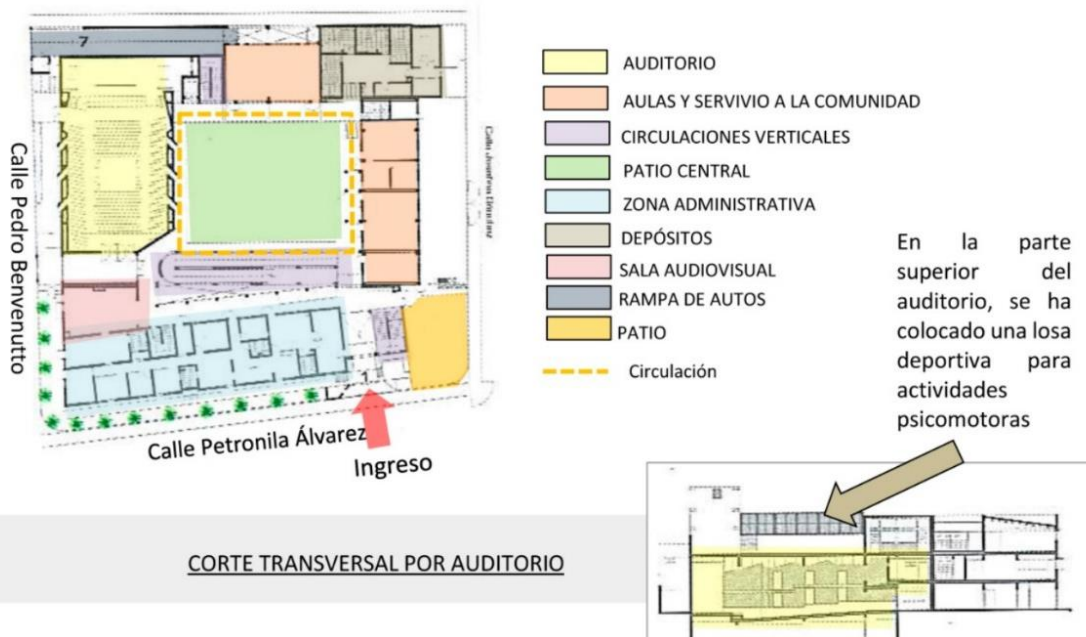 7
Calle Pedro Benvenutto
Calle Petronila Álvarez
Ingreso
AUDITORIO
AULAS Y SERVIVIO A LA COMUNIDAD
CIRCULACIONES VERTICALES
PATIO CENTRAL
ZONA ADMINISTRATIVA
DEPÓSITOS
SALA AUDIOVISUAL
RAMPA DE AUTOS
PATIO
Circulación
En la parte
superior del
auditorio, se ha
colocado una losa
deportiva para
actividades
psicomotoras
CORTE TRANSVERSAL POR AUDITORIO